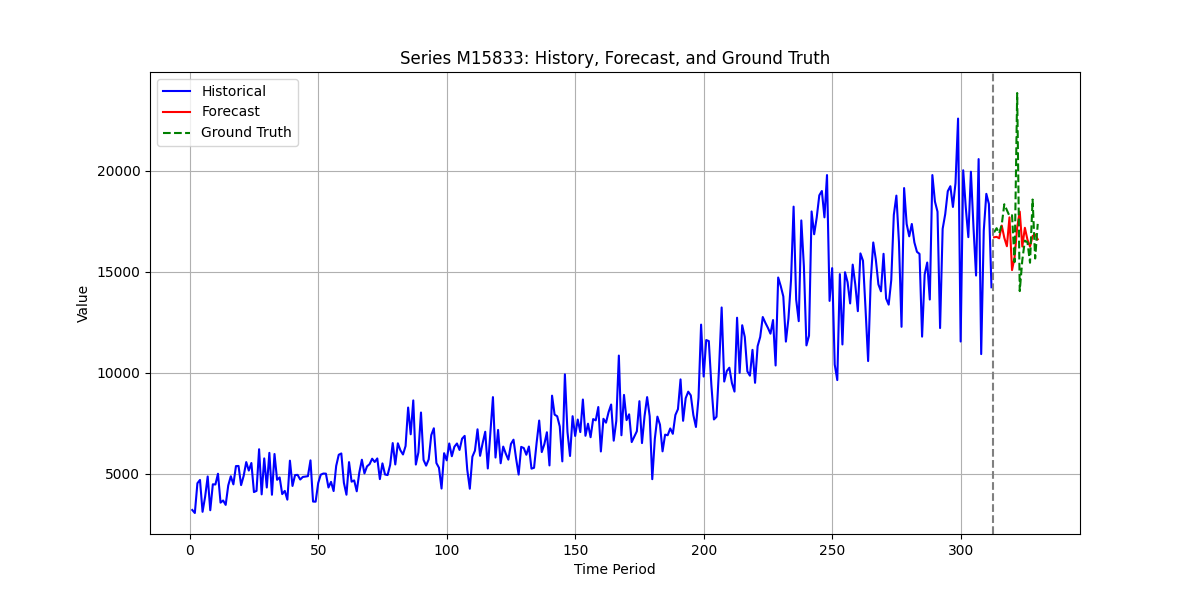 Series M15833: History, Forecast, and Ground Truth
Historical
Forecast
Ground Truth
Value
20000
15000
10000
5000
0 50 100 150 200 250 300
Time Period